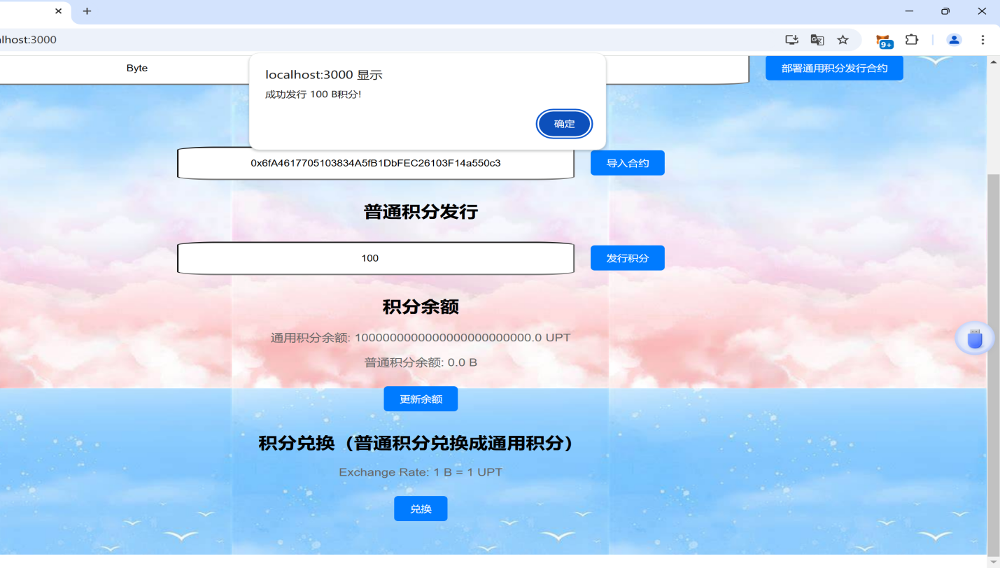 lhost:3000
9+
Byte
部署通用积分发行合约
localhost:3000 显示
成功发行 100 B积分!
确定
0x6fA4617705103834A5fB1DbFEC26103F14a550c3
导入合约
普通积分发行
100
发行积分
积分余额
通用积分余额: 1000000000000000000000000.0 UPT
普通积分余额: 0.0 B
更新余额
积分兑换（普通积分兑换成通用积分）
Exchange Rate: 1 B = 1 UPT
兑换